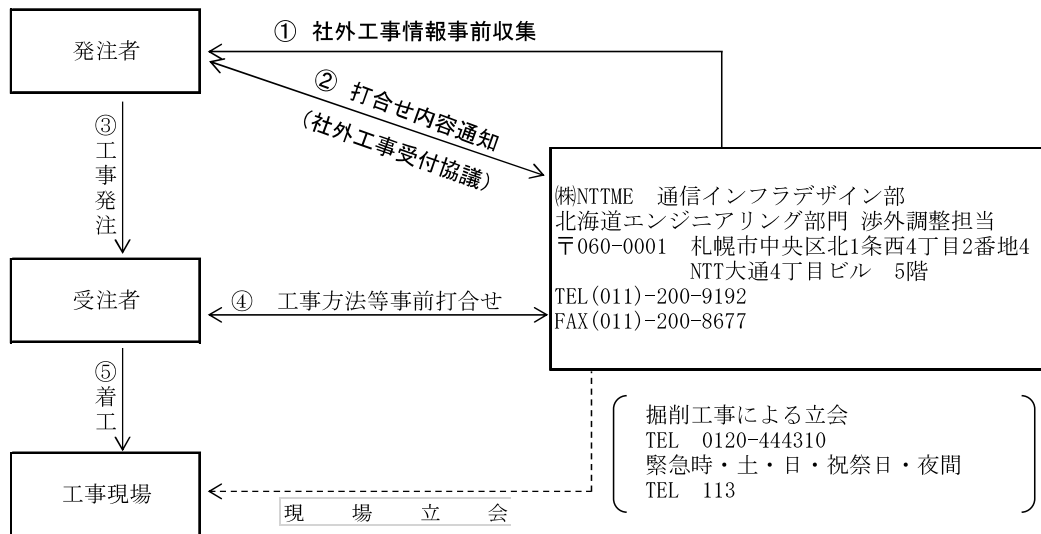 発注者
① 社外工事情報事前収集
② 打合せ内容通知
(社外工事受付協議)
③工事発注
㈱NTTME 通信インフラデザイン部
北海道エンジニアリング部門 渉外調整担当
〒060-0001 札幌市中央区北1条西4丁目2番地4
NTT大通4丁目ビル 5階
TEL(011)-200-9192
FAX(011)-200-8677
受注者
④ 工事方法等事前打合せ
⑤着工
掘削工事による立会
TEL 0120-444310
緊急時・土・日・祝祭日・夜間
TEL 113
工事現場
現場立会